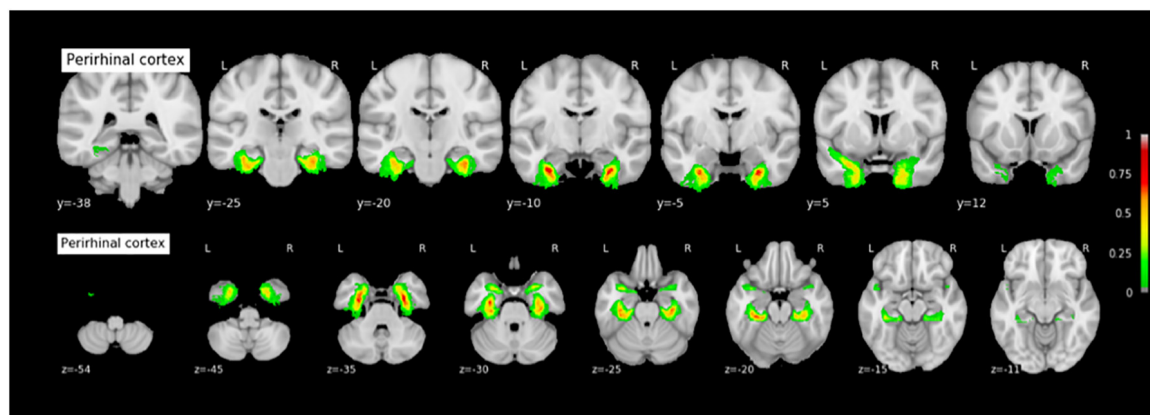 Perirhinal cortex
L R L R L R L R L R L R
y=-38 y=-25 y=-20 y=-10 y=-5 y=5 y=12
1
0.75
0.5
0.25
0
Perirhinal cortex
L R L R L R L R L R L R L R
z=-54 z=-45 z=-35 z=-30 z=-25 z=-20 z=-15 z=-11